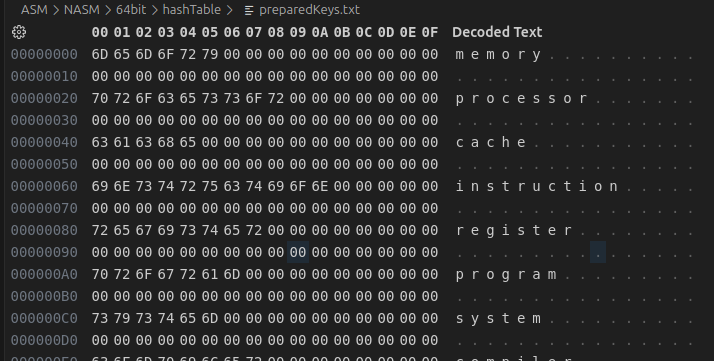 ASM > NASM > 64bit > hashTable > preparedKeys.txt
00 01 02 03 04 05 06 07 08 09 0A 0B 0C 0D 0E 0F Decoded Text
00000000 6D 65 6D 6F 72 79 00 00 00 00 00 00 00 00 00 00 m e m o r y . . . . . . . . . .
00000010 00 00 00 00 00 00 00 00 00 00 00 00 00 00 00 00 . . . . . . . . . . . . . . . .
00000020 70 72 6F 63 65 73 73 6F 72 00 00 00 00 00 00 00 p r o c e s s o r . . . . . . .
00000030 00 00 00 00 00 00 00 00 00 00 00 00 00 00 00 00 . . . . . . . . . . . . . . . .
00000040 63 61 63 68 65 00 00 00 00 00 00 00 00 00 00 00 c a c h e . . . . . . . . . . .
00000050 00 00 00 00 00 00 00 00 00 00 00 00 00 00 00 00 . . . . . . . . . . . . . . . .
00000060 69 6E 73 74 72 75 63 74 69 6F 6E 00 00 00 00 00 i n s t r u c t i o n . . . . .
00000070 00 00 00 00 00 00 00 00 00 00 00 00 00 00 00 00 . . . . . . . . . . . . . . . .
00000080 72 65 67 69 73 74 65 72 00 00 00 00 00 00 00 00 r e g i s t e r . . . . . . . .
00000090 00 00 00 00 00 00 00 00 00 00 00 00 00 00 00 00 . . . . . . . . . . . . . . . .
000000A0 70 72 6F 67 72 61 6D 00 00 00 00 00 00 00 00 00 p r o g r a m . . . . . . . . .
000000B0 00 00 00 00 00 00 00 00 00 00 00 00 00 00 00 00 . . . . . . . . . . . . . . . .
000000C0 73 79 73 74 65 6D 00 00 00 00 00 00 00 00 00 00 s y s t e m . . . . . . . . . .
000000D0 00 00 00 00 00 00 00 00 00 00 00 00 00 00 00 00 . . . . . . . . . . . . . . . .
000000E0 63 6F 6D 70 69 6C 65 72 00 00 00 00 00 00 00 00 c o m p i l e r . . . . . . . .